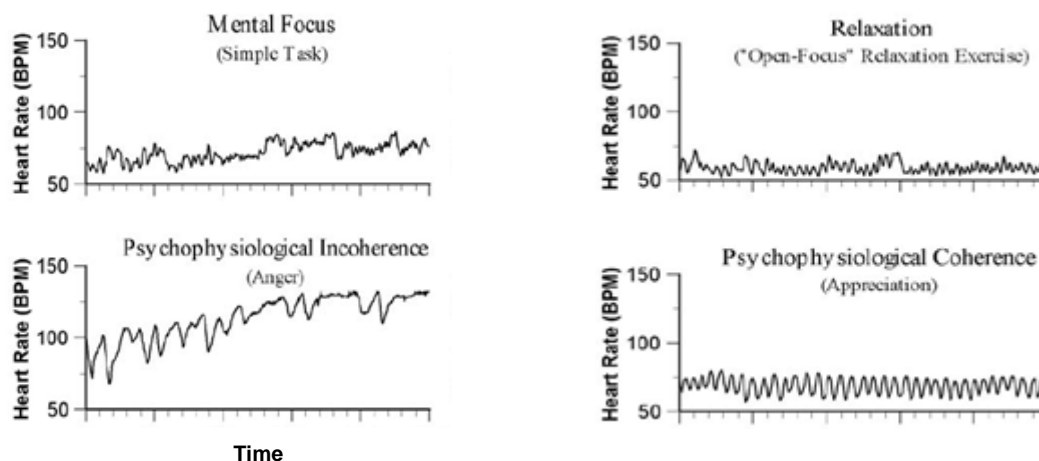 Mental Focus
(Simple Task)
Heart Rate (BPM)
150
100
50
Relaxation
("Open-Focus" Relaxation Exercise)
Heart Rate (BPM)
150
100
50
Psychophysiological Incoherence
(Anger)
Heart Rate (BPM)
150
100
50
Time
Psychophysiological Coherence
(Appreciation)
Heart Rate (BPM)
150
100
50